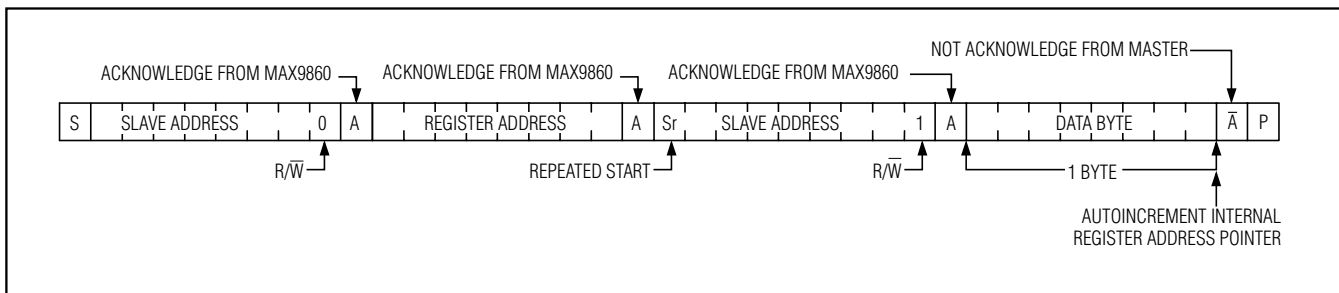 NOT ACKNOWLEDGE FROM MASTER
ACKNOWLEDGE FROM MAX9860 ACKNOWLEDGE FROM MAX9860 ACKNOWLEDGE FROM MAX9860
S SLAVE ADDRESS 0 A REGISTER ADDRESS A Sr SLAVE ADDRESS 1 A DATA BYTE A̅ P
R/W̅ REPEATED START R/W̅ 1 BYTE
AUTOINCREMENT INTERNAL
REGISTER ADDRESS POINTER